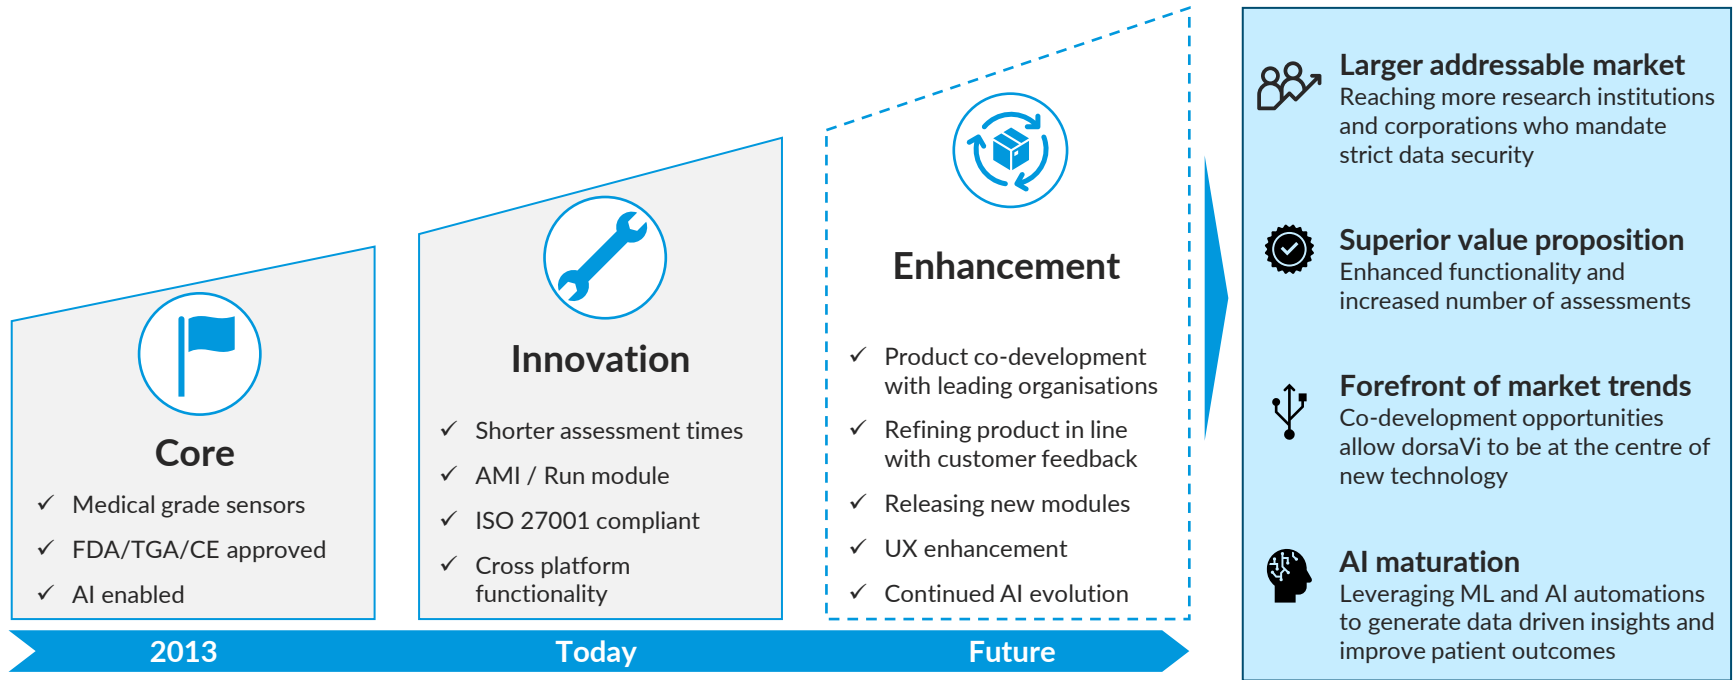 Core
✓ Medical grade sensors
✓ FDA/TGA/CE approved
✓ AI enabled
2013
Innovation
✓ Shorter assessment times
✓ AMI / Run module
✓ ISO 27001 compliant
✓ Cross platform
functionality
Today
Enhancement
✓ Product co-development
with leading organisations
✓ Refining product in line
with customer feedback
✓ Releasing new modules
✓ UX enhancement
✓ Continued AI evolution
Future
Larger addressable market
Reaching more research institutions
and corporations who mandate
strict data security
Superior value proposition
Enhanced functionality and
increased number of assessments
Forefront of market trends
Co-development opportunities
allow dorsaVi to be at the centre of
new technology
AI maturation
Leveraging ML and AI automations
to generate data driven insights and
improve patient outcomes